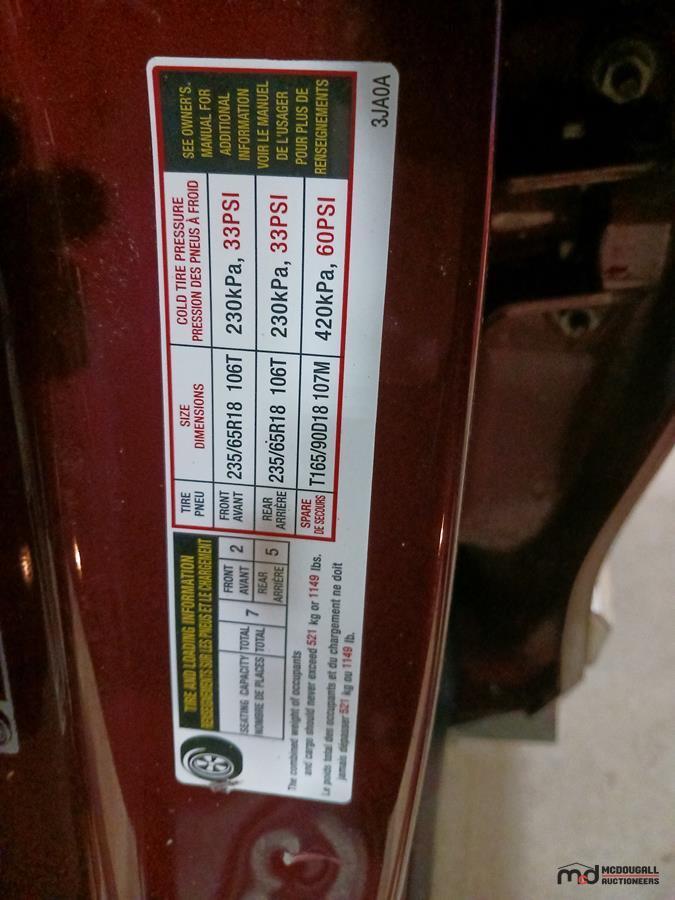 TIRE AND LOADING INFORMATION
RENSEIGNEMENTS SUR LES PNEUS ET LE CHARGEMENT
SEATING CAPACITY TOTAL 7 FRONT 2
NOMBRE DE PLACES TOTAL AVANT
REAR 5
ARRIÈRE
The combined weight of occupants
and cargo should never exceed 521 kg or 1149 lbs.
Le poids total des occupants et du chargement ne doit
jamais dépasser 521 kg ou 1149 lb.
TIRE SIZE COLD TIRE PRESSURE
PNEU DIMENSIONS PRESSION DES PNEUS À FROID
FRONT 235/65R18 106T 230kPa, 33PSI
AVANT
REAR 235/65R18 106T 230kPa, 33PSI
ARRIÈRE
SPARE T165/90D18 107M 420kPa, 60PSI
DE SECOURS
SEE OWNER'S
MANUAL FOR
ADDITIONAL
INFORMATION
VOIR LE MANUEL
DE L'USAGER
POUR PLUS DE
RENSEIGNEMENTS
3JA0A
md MCDOUGALL
AUCTIONEERS